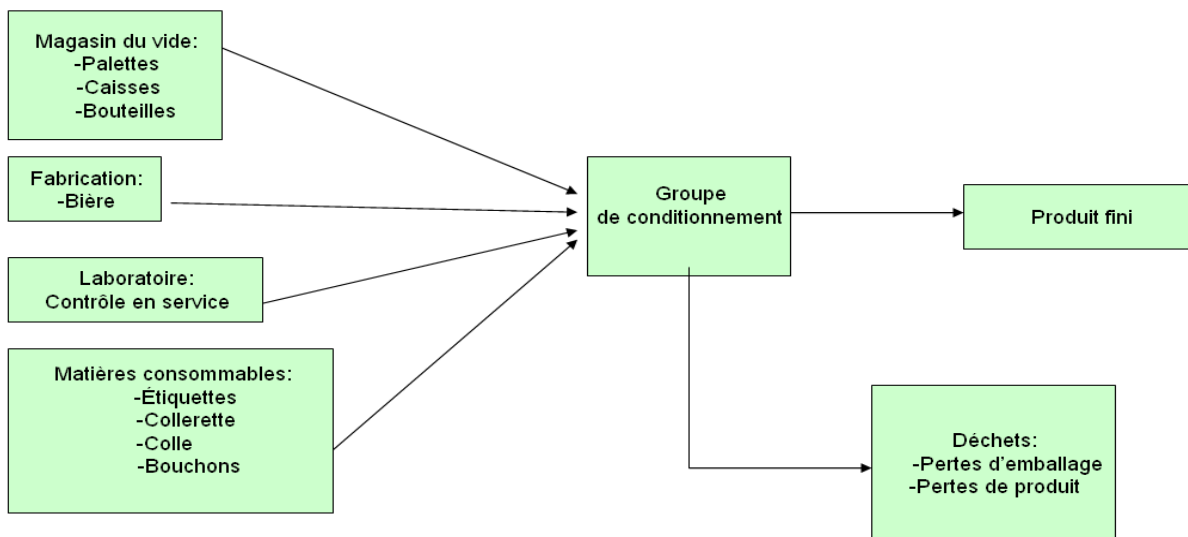 Magasin du vide:
-Palettes
-Caisses
-Bouteilles
Fabrication:
-Bière
Laboratoire:
Contrôle en service
Matières consommables:
-Étiquettes
-Collerette
-Colle
-Bouchons
Groupe
de conditionnement
Produit fini
Déchets:
-Pertes d'emballage
-Pertes de produit